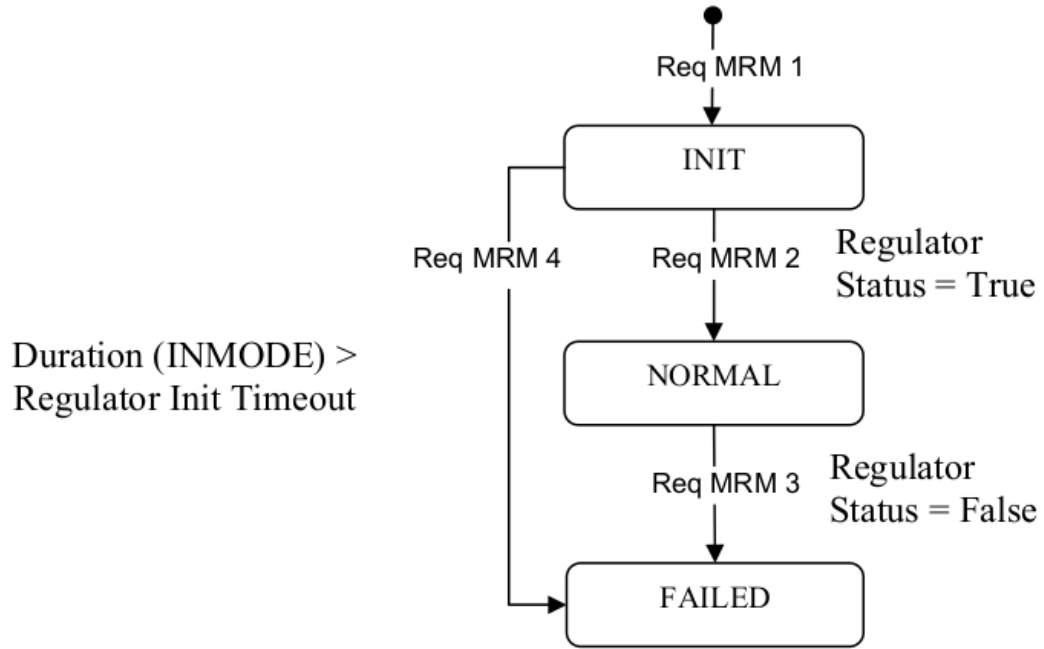 Req MRM 1
INIT
Req MRM 4
Req MRM 2
Regulator
Status = True
Duration (INMODE) >
Regulator Init Timeout
NORMAL
Req MRM 3
Regulator
Status = False
FAILED